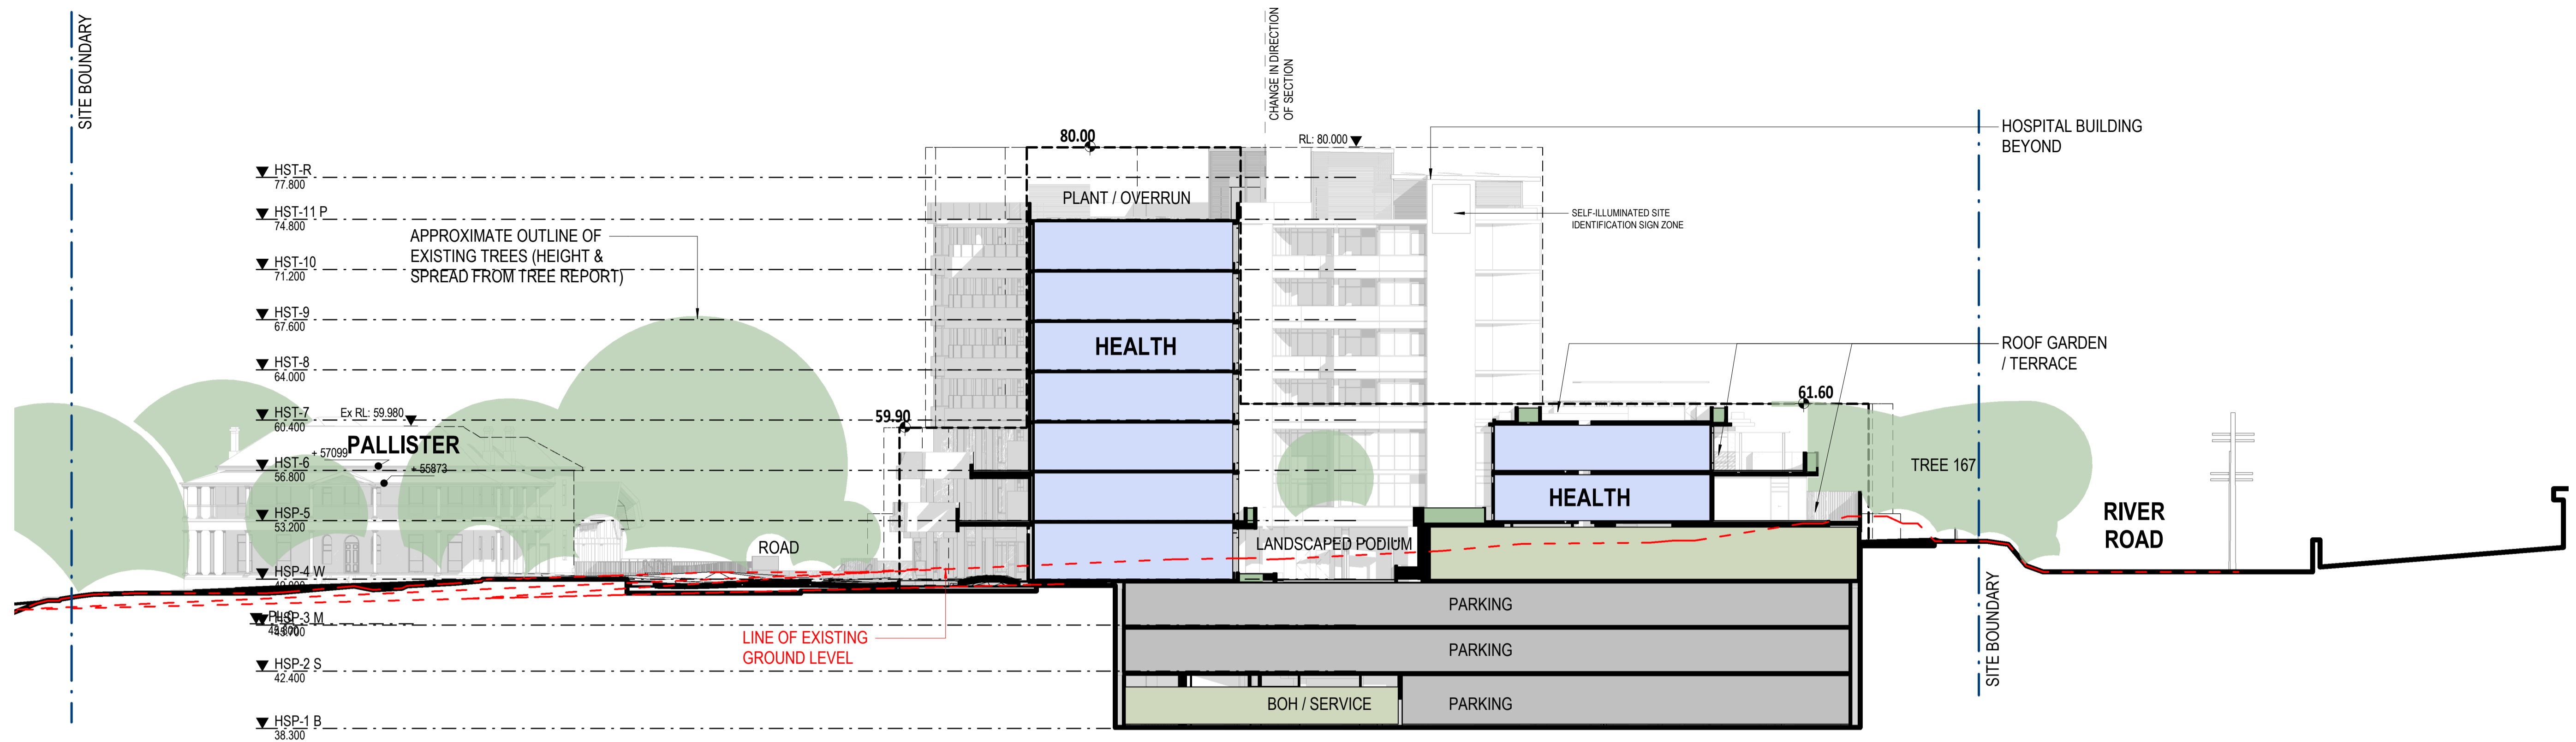 SITE BOUNDARY
CHANGE IN DIRECTION
OF SECTION
HOSPITAL BUILDING
BEYOND
80.00
RL: 80.000
HST-R
77.800
PLANT / OVERRUN
HST-11 P
74.800
SELF-ILLUMINATED SITE
IDENTIFICATION SIGN ZONE
APPROXIMATE OUTLINE OF
EXISTING TREES (HEIGHT &
SPREAD FROM TREE REPORT)
HST-10
71.200
HST-9
67.600
HEALTH
ROOF GARDEN
/ TERRACE
HST-8
64.000
61.60
HST-7
60.400
Ex RL: 59.980
59.90
PALLISTER
+ 57099
+ 55873
HST-6
56.800
TREE 167
HEALTH
HSP-5
53.200
RIVER
ROAD
ROAD
LANDSCAPED PODIUM
HSP-4 W
PARKING
HSP-3 M
45.700
LINE OF EXISTING
GROUND LEVEL
PARKING
HSP-2 S
42.400
SITE BOUNDARY
BOH / SERVICE
PARKING
HSP-1 B
38.300